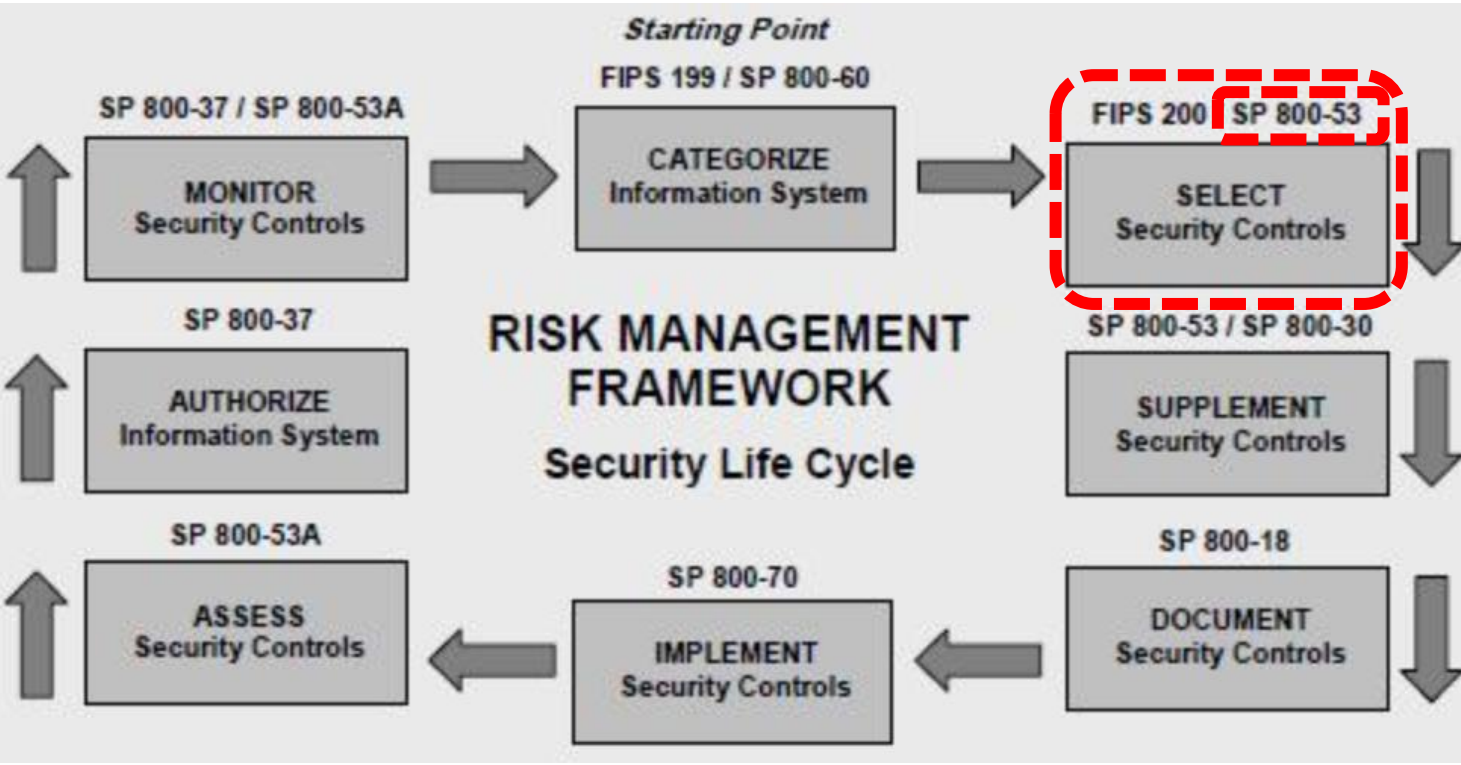 Starting Point
FIPS 199 / SP 800-60
CATEGORIZE
Information System
FIPS 200 SP 800-53
SELECT
Security Controls
SP 800-53 / SP 800-30
SUPPLEMENT
Security Controls
SP 800-18
DOCUMENT
Security Controls
SP 800-70
IMPLEMENT
Security Controls
SP 800-53A
ASSESS
Security Controls
SP 800-37
AUTHORIZE
Information System
SP 800-37 / SP 800-53A
MONITOR
Security Controls
RISK MANAGEMENT
FRAMEWORK
Security Life Cycle